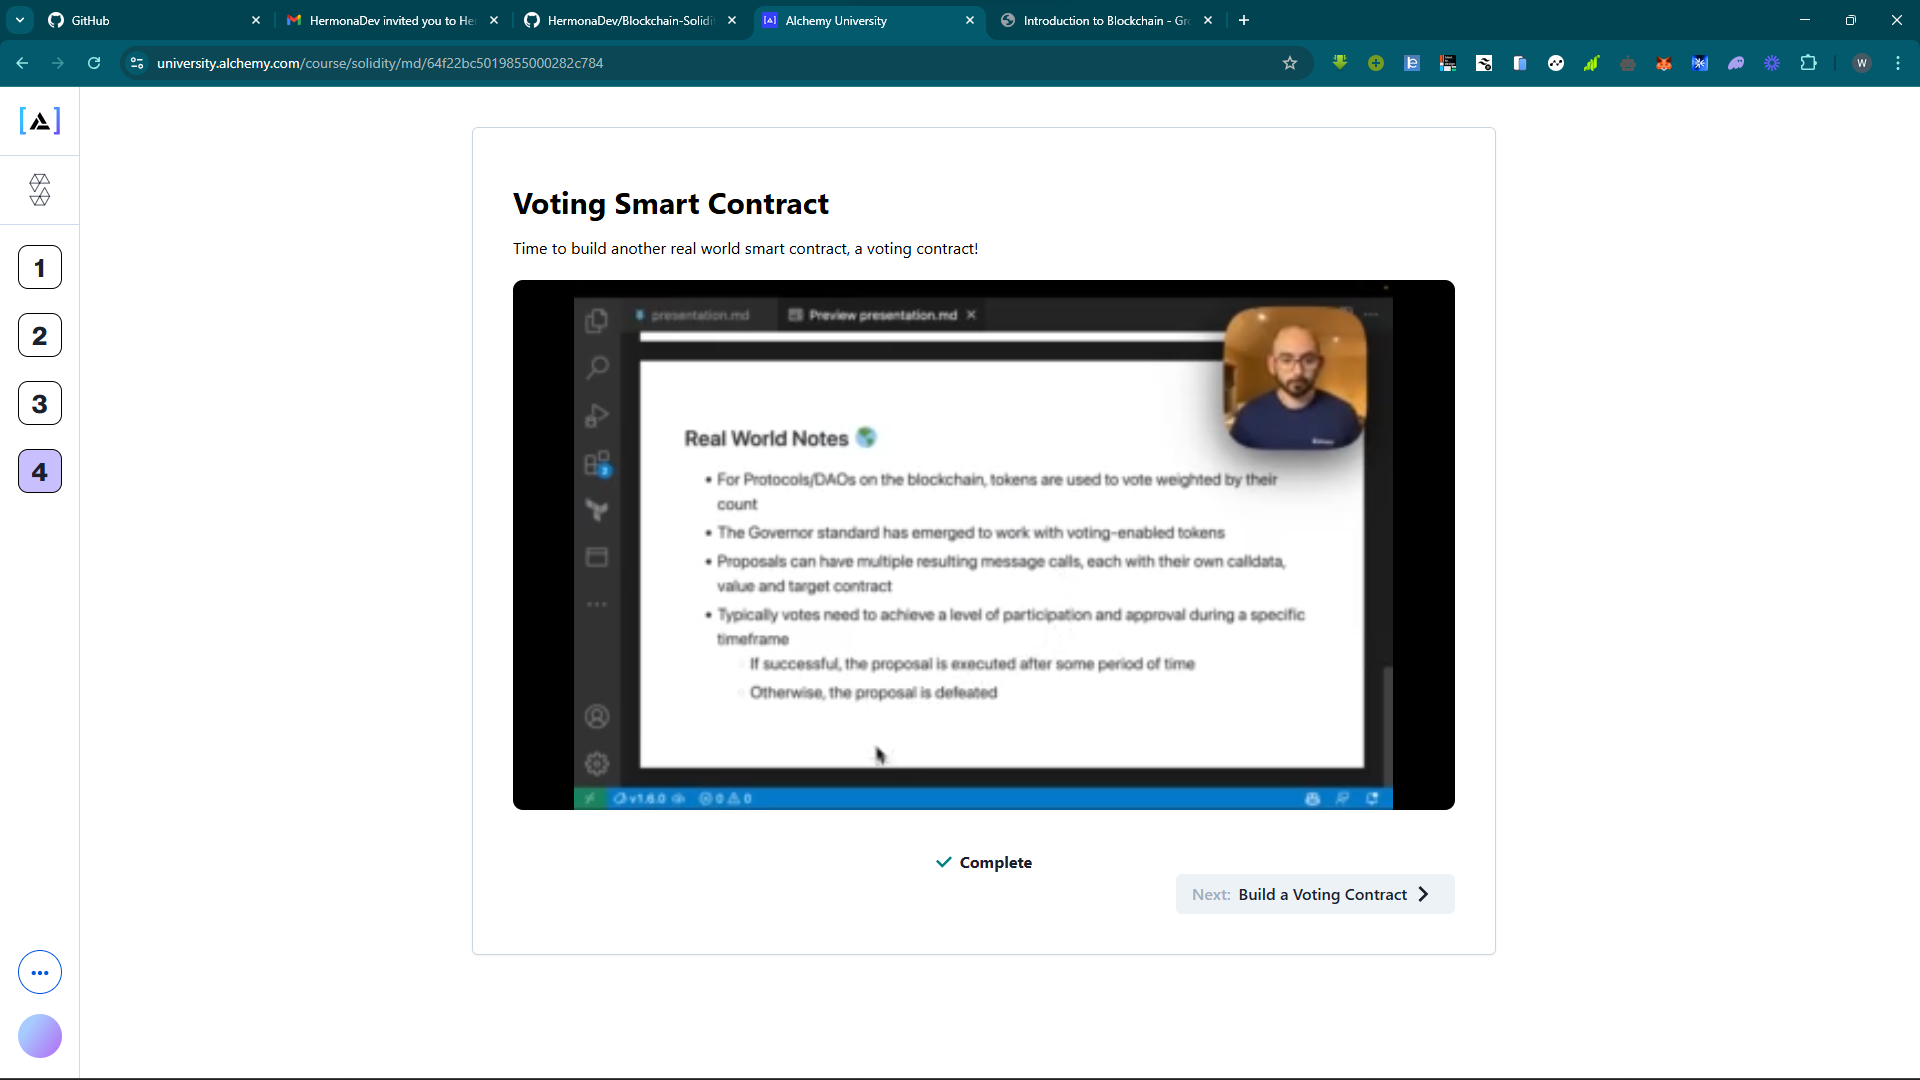 GitHub
HermonaDev invited you to He
HermonaDev/Blockchain-Solidi
Alchemy University
Introduction to Blockchain - Gr
university.alchemy.com/course/solidity/md/64f22bc5019855000282c784
W
1
2
3
4
Voting Smart Contract
Time to build another real world smart contract, a voting contract!
presentation.md
Preview presentation.md
Real World Notes
• For Protocols/DAOs on the blockchain, tokens are used to vote weighted by their
count
• The Governor standard has emerged to work with voting-enabled tokens
• Proposals can have multiple resulting message calls, each with their own calldata,
value and target contract
• Typically votes need to achieve a level of participation and approval during a specific
timeframe
If successful, the proposal is executed after some period of time
Otherwise, the proposal is defeated
v1.6.0 0 0
Complete
Next: Build a Voting Contract